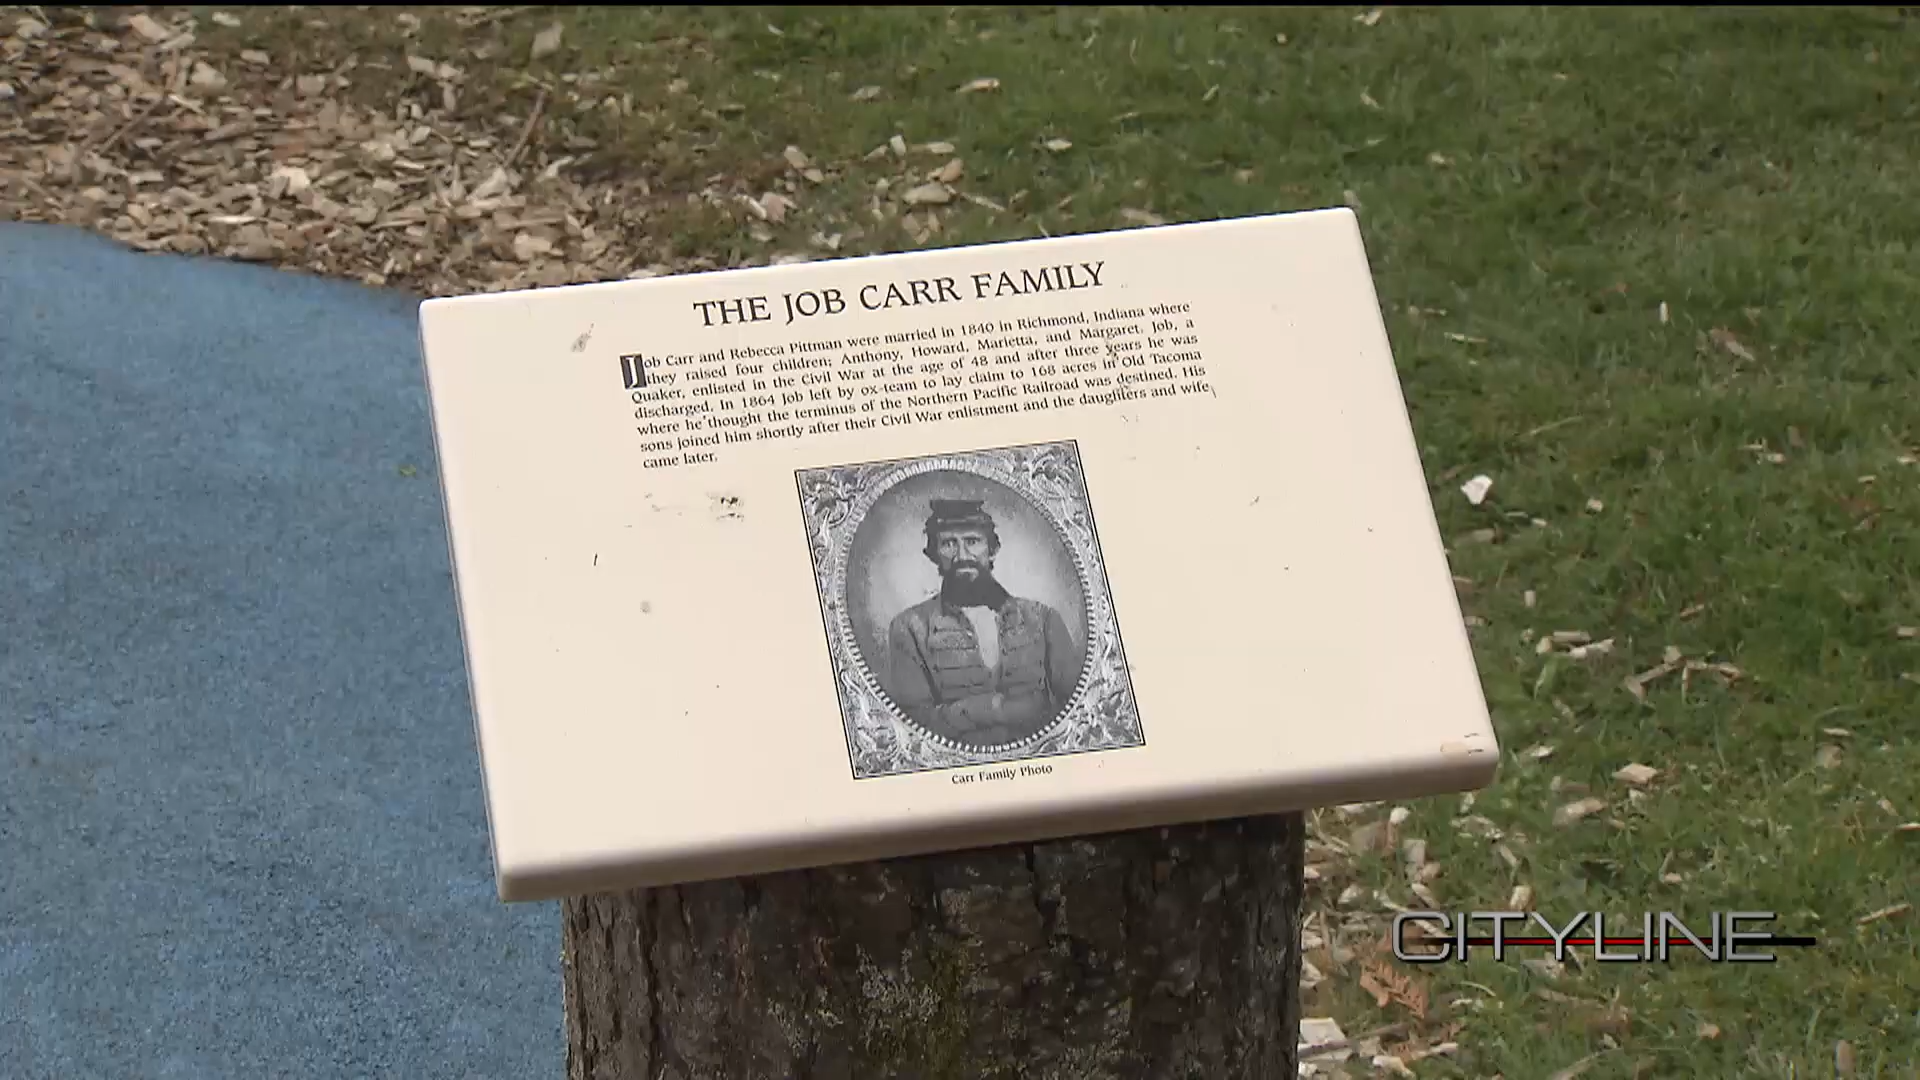 THE JOB CARR FAMILY
Job Carr and Rebecca Pittman were married in 1840 in Richmond, Indiana where
they raised four children; Anthony, Howard, Marietta, and Margaret. Job, a
Quaker, enlisted in the Civil War at the age of 48 and after three years he was
discharged. In 1864 Job left by ox-team to lay claim to 168 acres in Old Tacoma
where he thought the terminus of the Northern Pacific Railroad was destined. His
sons joined him shortly after their Civil War enlistment and the daughters and wife
came later.
Carr Family Photo
CITYLINE